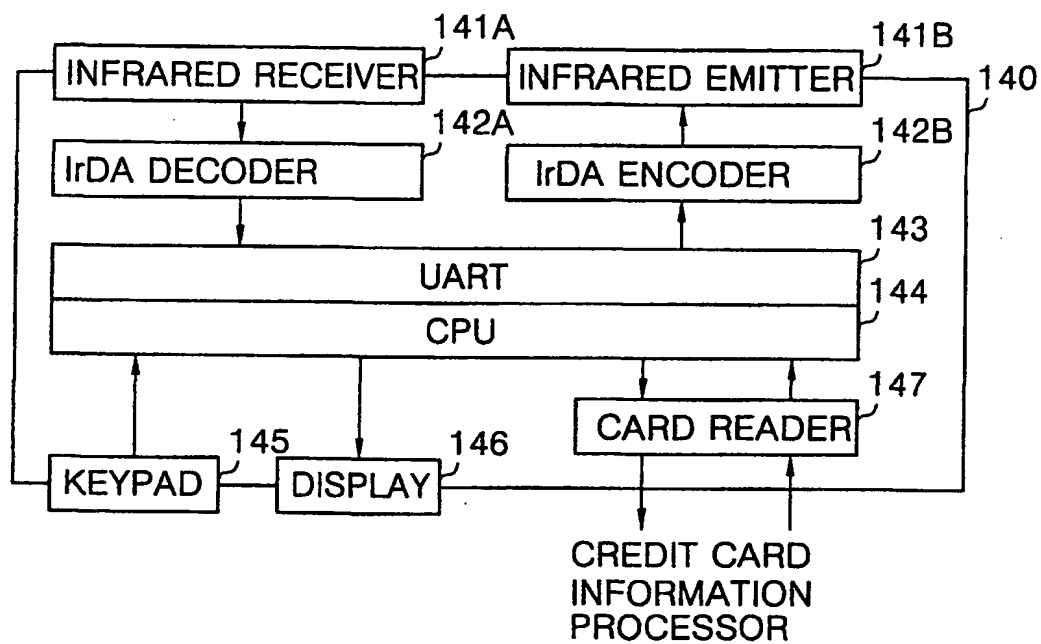 141A
141B
INFRARED RECEIVER
INFRARED EMITTER
140
142A
142B
IrDA DECODER
IrDA ENCODER
143
UART
144
CPU
147
CARD READER
145
146
KEYPAD
DISPLAY
CREDIT CARD
INFORMATION
PROCESSOR